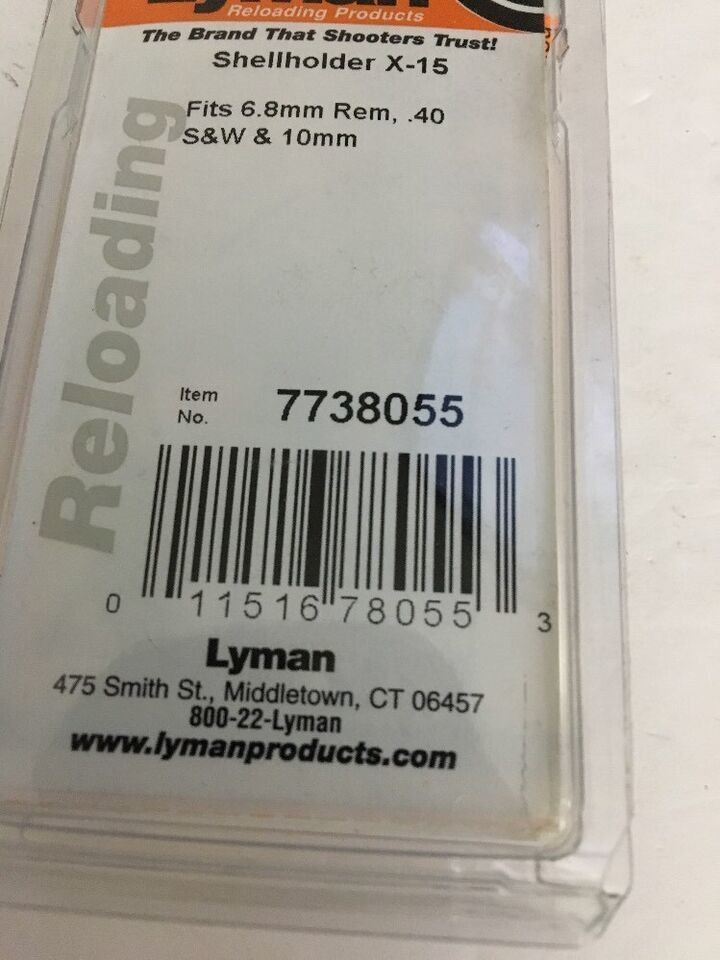 Lyman
Reloading Products
The Brand That Shooters Trust!
Shellholder X-15
Fits 6.8mm Rem, .40
S&W & 10mm
Reloading
Item
No.
7738055
0 11516 78055 3
Lyman
475 Smith St., Middletown, CT 06457
800-22-Lyman
www.lymanproducts.com